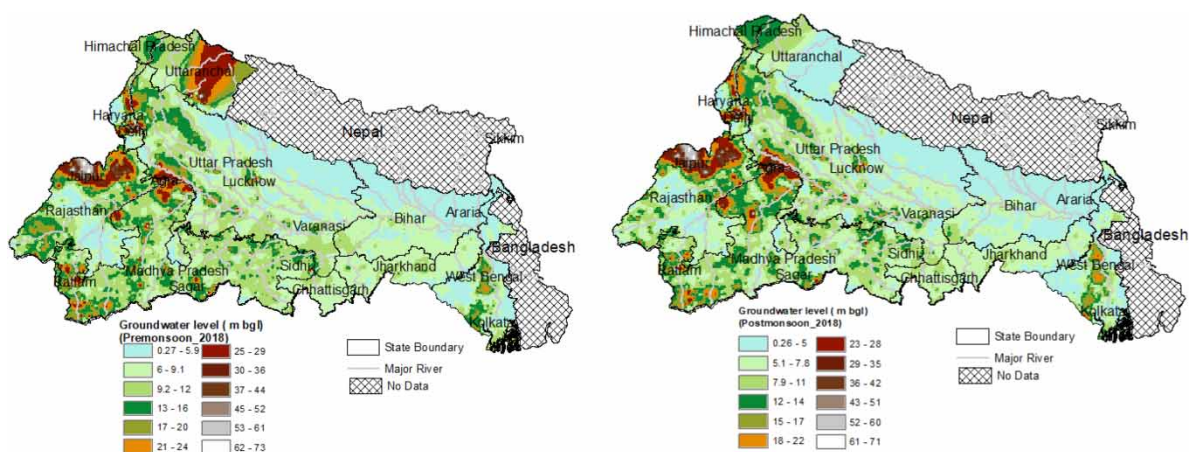 Himachal Pradesh
Uttaranchal
Haryana
Nepal
Sikkim
Uttar Pradesh
Jaipur
Agra
Lucknow
Rajasthan
Bihar
Araria
Varanasi
Bangladesh
Ratlam
Madhya Pradesh
Sidhi
Jharkhand
West Bengal
Sagar
Chhattisgarh
Kolkata
Groundwater level ( m bgl)
(Premonsoon_2018)
0.27 - 5.9
6 - 9.1
9.2 - 12
13 - 16
17 - 20
21 - 24
25 - 29
30 - 36
37 - 44
45 - 52
53 - 61
62 - 73
State Boundary
Major River
No Data
Himachal Pradesh
Uttaranchal
Haryana
Nepal
Sikkim
Uttar Pradesh
Jaipur
Agra
Lucknow
Rajasthan
Bihar
Araria
Varanasi
Bangladesh
Ratlam
Madhya Pradesh
Sidhi
Jharkhand
West Bengal
Sagar
Chhattisgarh
Kolkata
Groundwater level ( m bgl)
(Postmonsoon_2018)
0.26 - 5
5.1 - 7.8
7.9 - 11
12 - 14
15 - 17
18 - 22
23 - 28
29 - 35
36 - 42
43 - 51
52 - 60
61 - 71
State Boundary
Major River
No Data